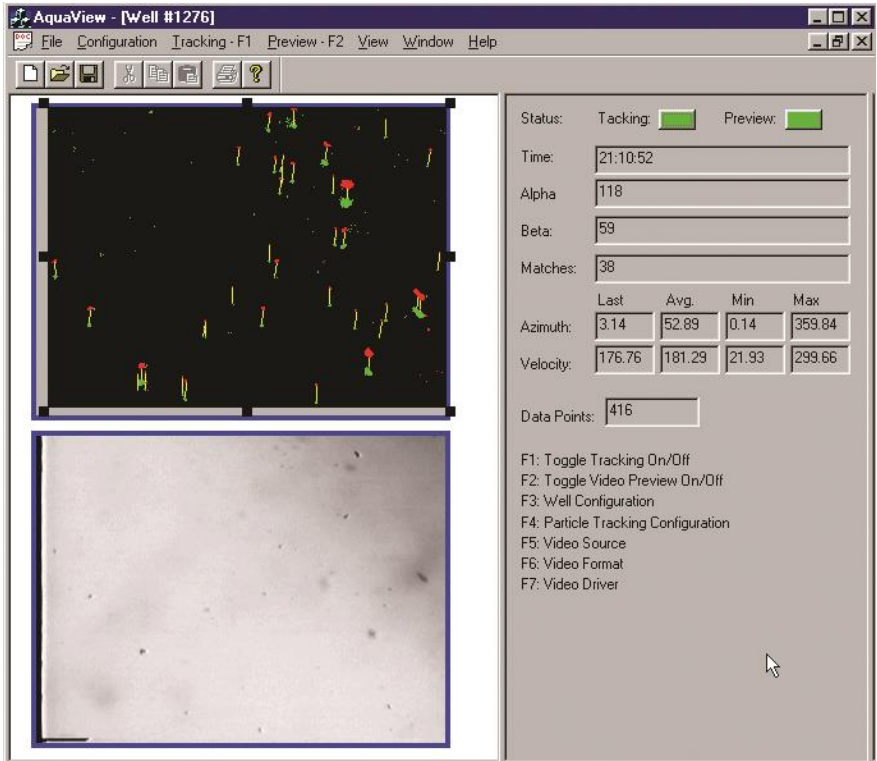 AquaView - [Well #1276]
File Configuration Tracking - F1 Preview - F2 View Window Help
Status: Tacking: Preview:
Time: 21:10:52
Alpha 118
Beta: 59
Matches: 38
Last Avg. Min Max
Azimuth: 3.14 52.89 0.14 359.84
Velocity: 176.76 181.29 21.93 299.66
Data Points: 416
F1: Toggle Tracking On/Off
F2: Toggle Video Preview On/Off
F3: Well Configuration
F4: Particle Tracking Configuration
F5: Video Source
F6: Video Format
F7: Video Driver